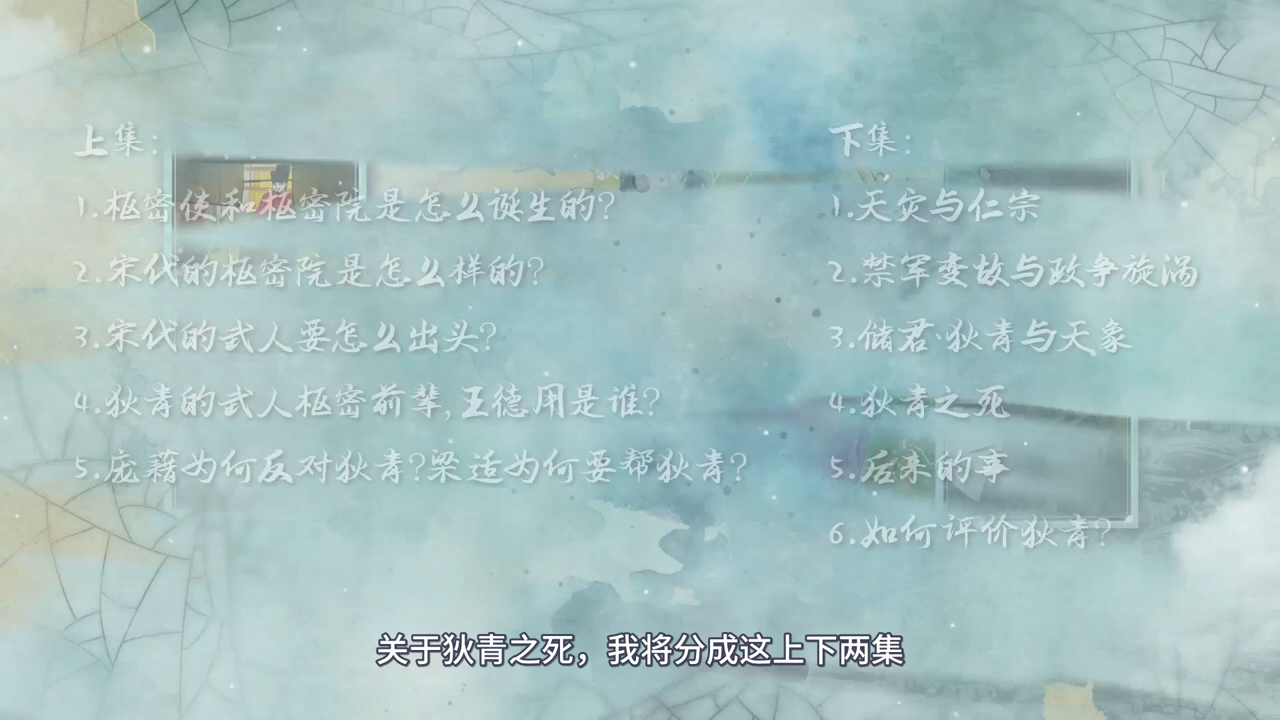 上集：
1.枢密使和枢密院是怎么诞生的？
2.宋代的枢密院是怎么样的？
3.宋代的武人要怎么出头？
4.狄青的武人枢密前辈，王德用是谁？
5.庞籍为何反对狄青？梁适为何要帮狄青？
下集：
1.天灾与仁宗
2.禁军变故与政争旋涡
3.储君·狄青与天象
4.狄青之死
5.后来的事
6.如何评价狄青？
关于狄青之死，我将分成这上下两集